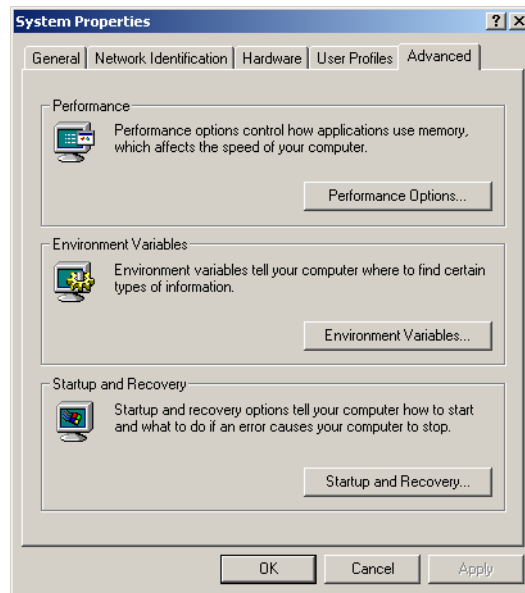 System Properties
General Network Identification Hardware User Profiles Advanced
Performance
Performance options control how applications use memory,
which affects the speed of your computer.
Performance Options...
Environment Variables
Environment variables tell your computer where to find certain
types of information.
Environment Variables...
Startup and Recovery
Startup and recovery options tell your computer how to start
and what to do if an error causes your computer to stop.
Startup and Recovery...
OK Cancel Apply